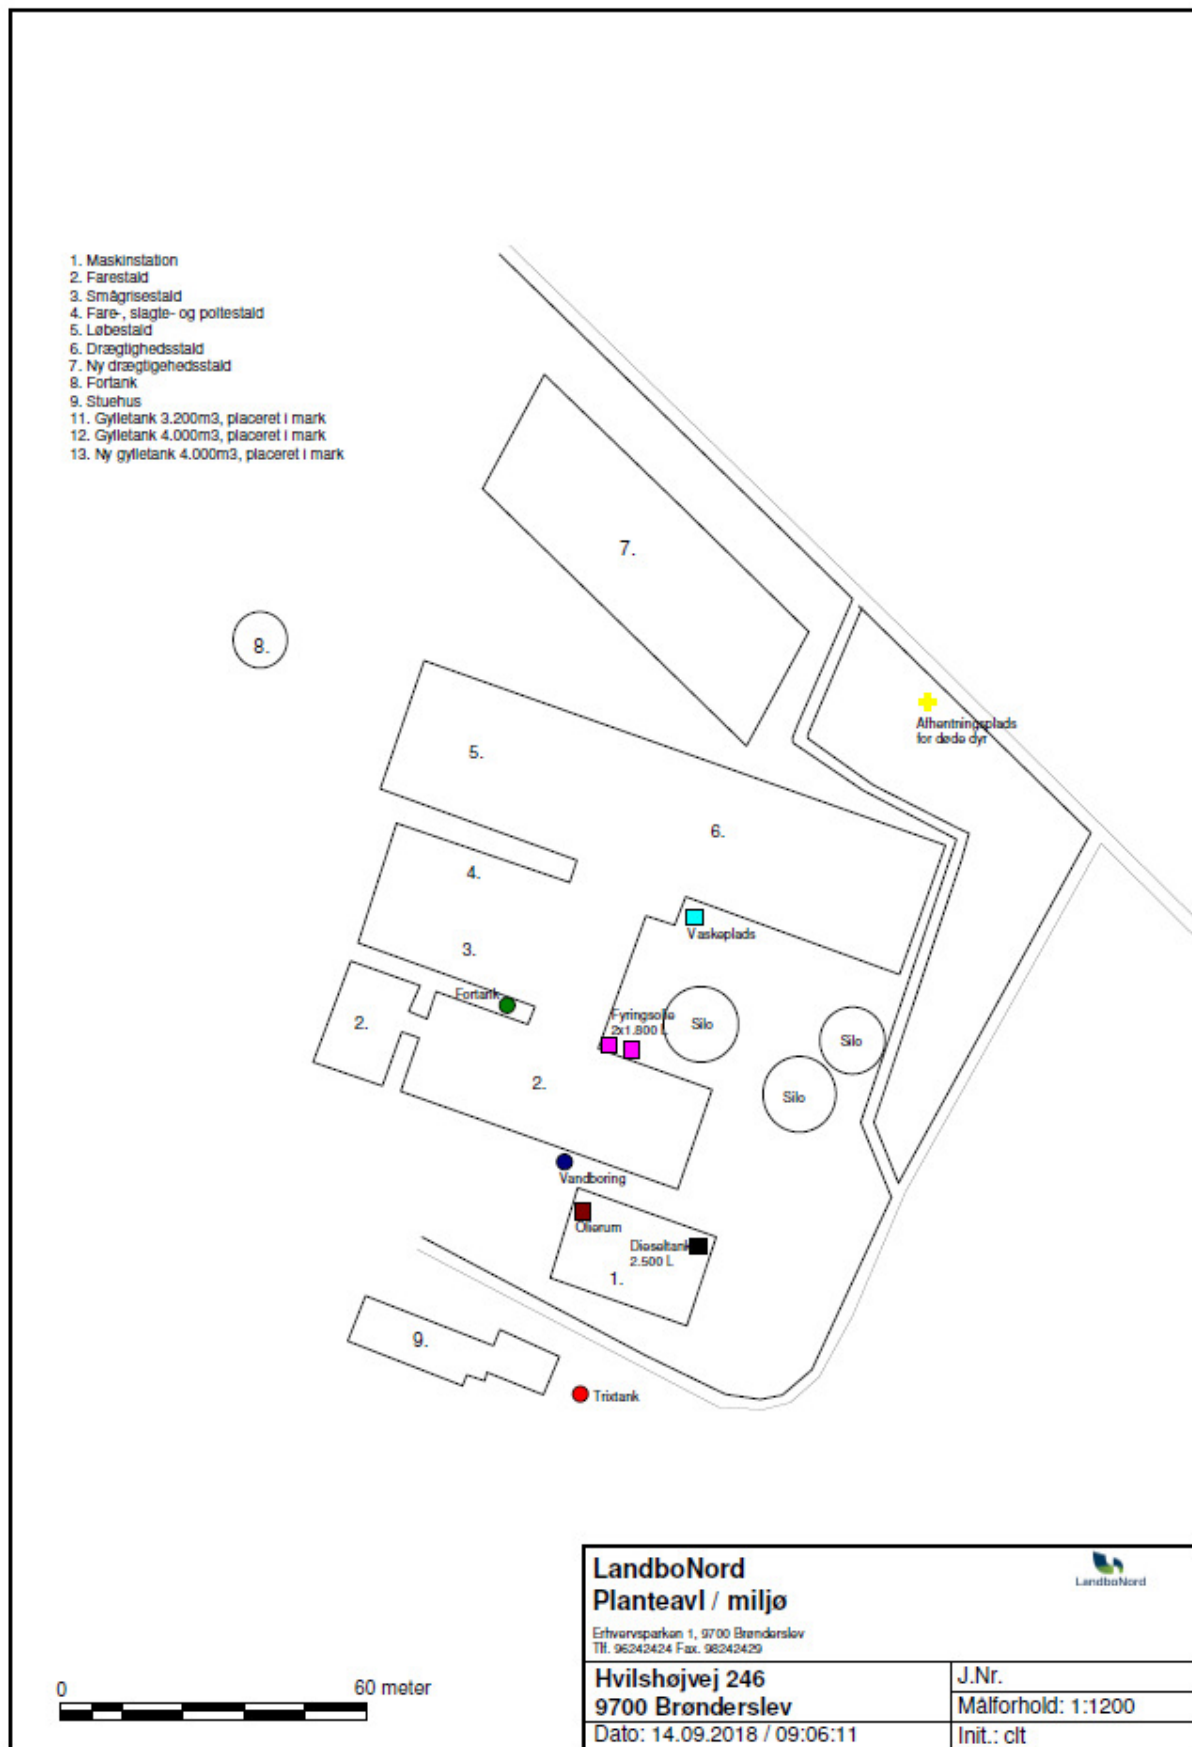 1. Maskinstation
2. Farestald
3. Smågrisestald
4. Fare-, slagte- og poltestald
5. Løbestald
6. Drægtighedsstald
7. Ny drægtigehedsstald
8. Fortank
9. Stuehus
11. Gylletank 3.200m3, placeret i mark
12. Gylletank 4.000m3, placeret i mark
13. Ny gylletank 4.000m3, placeret i mark
7.
8.
Afhentningsplads
for døde dyr
5.
6.
4.
Vaskeplads
3.
Fortank
Fyringsolie
2x1.800 L
Silo
Silo
2.
2.
Silo
Vandboring
Olierum
Dieseltank
2.500 L
1.
9.
Trixtank
LandboNord
Planteavl / miljø
LandboNord
Erhvervsparken 1, 9700 Brønderslev
Tlf. 96242424 Fax. 98242429
Hvilshøjvej 246
9700 Brønderslev
J.Nr.
Målforhold: 1:1200
Dato: 14.09.2018 / 09:06:11
Init.: clt
0
60 meter